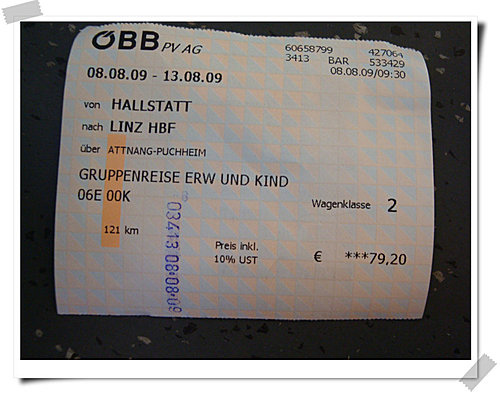 ÖBB PV AG
60658799 427064
3413 BAR 533429
08.08.09/09:30
08.08.09 - 13.08.09
von HALLSTATT
nach LINZ HBF
über ATTNANG-PUCHHEIM
GRUPPENREISE ERW UND KIND
06E 00K
Wagenklasse 2
121 km
Preis inkl.
10% UST
€ ***79,20
03413 08:08:09